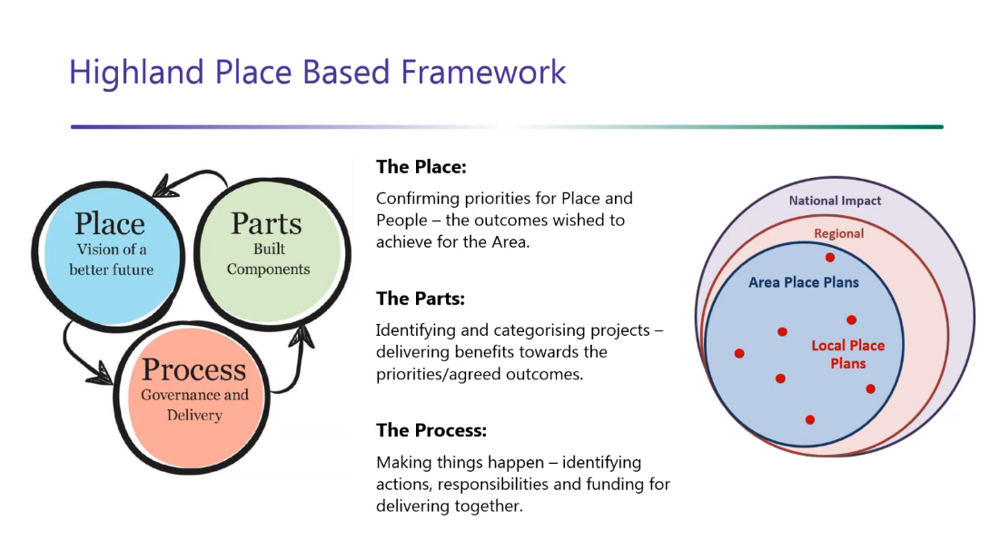 Highland Place Based Framework
Place
Vision of a
better future
Parts
Built
Components
Process
Governance and
Delivery
The Place:
Confirming priorities for Place and
People – the outcomes wished to
achieve for the Area.
The Parts:
Identifying and categorising projects –
delivering benefits towards the
priorities/agreed outcomes.
The Process:
Making things happen – identifying
actions, responsibilities and funding for
delivering together.
National Impact
Regional
Area Place Plans
Local Place
Plans